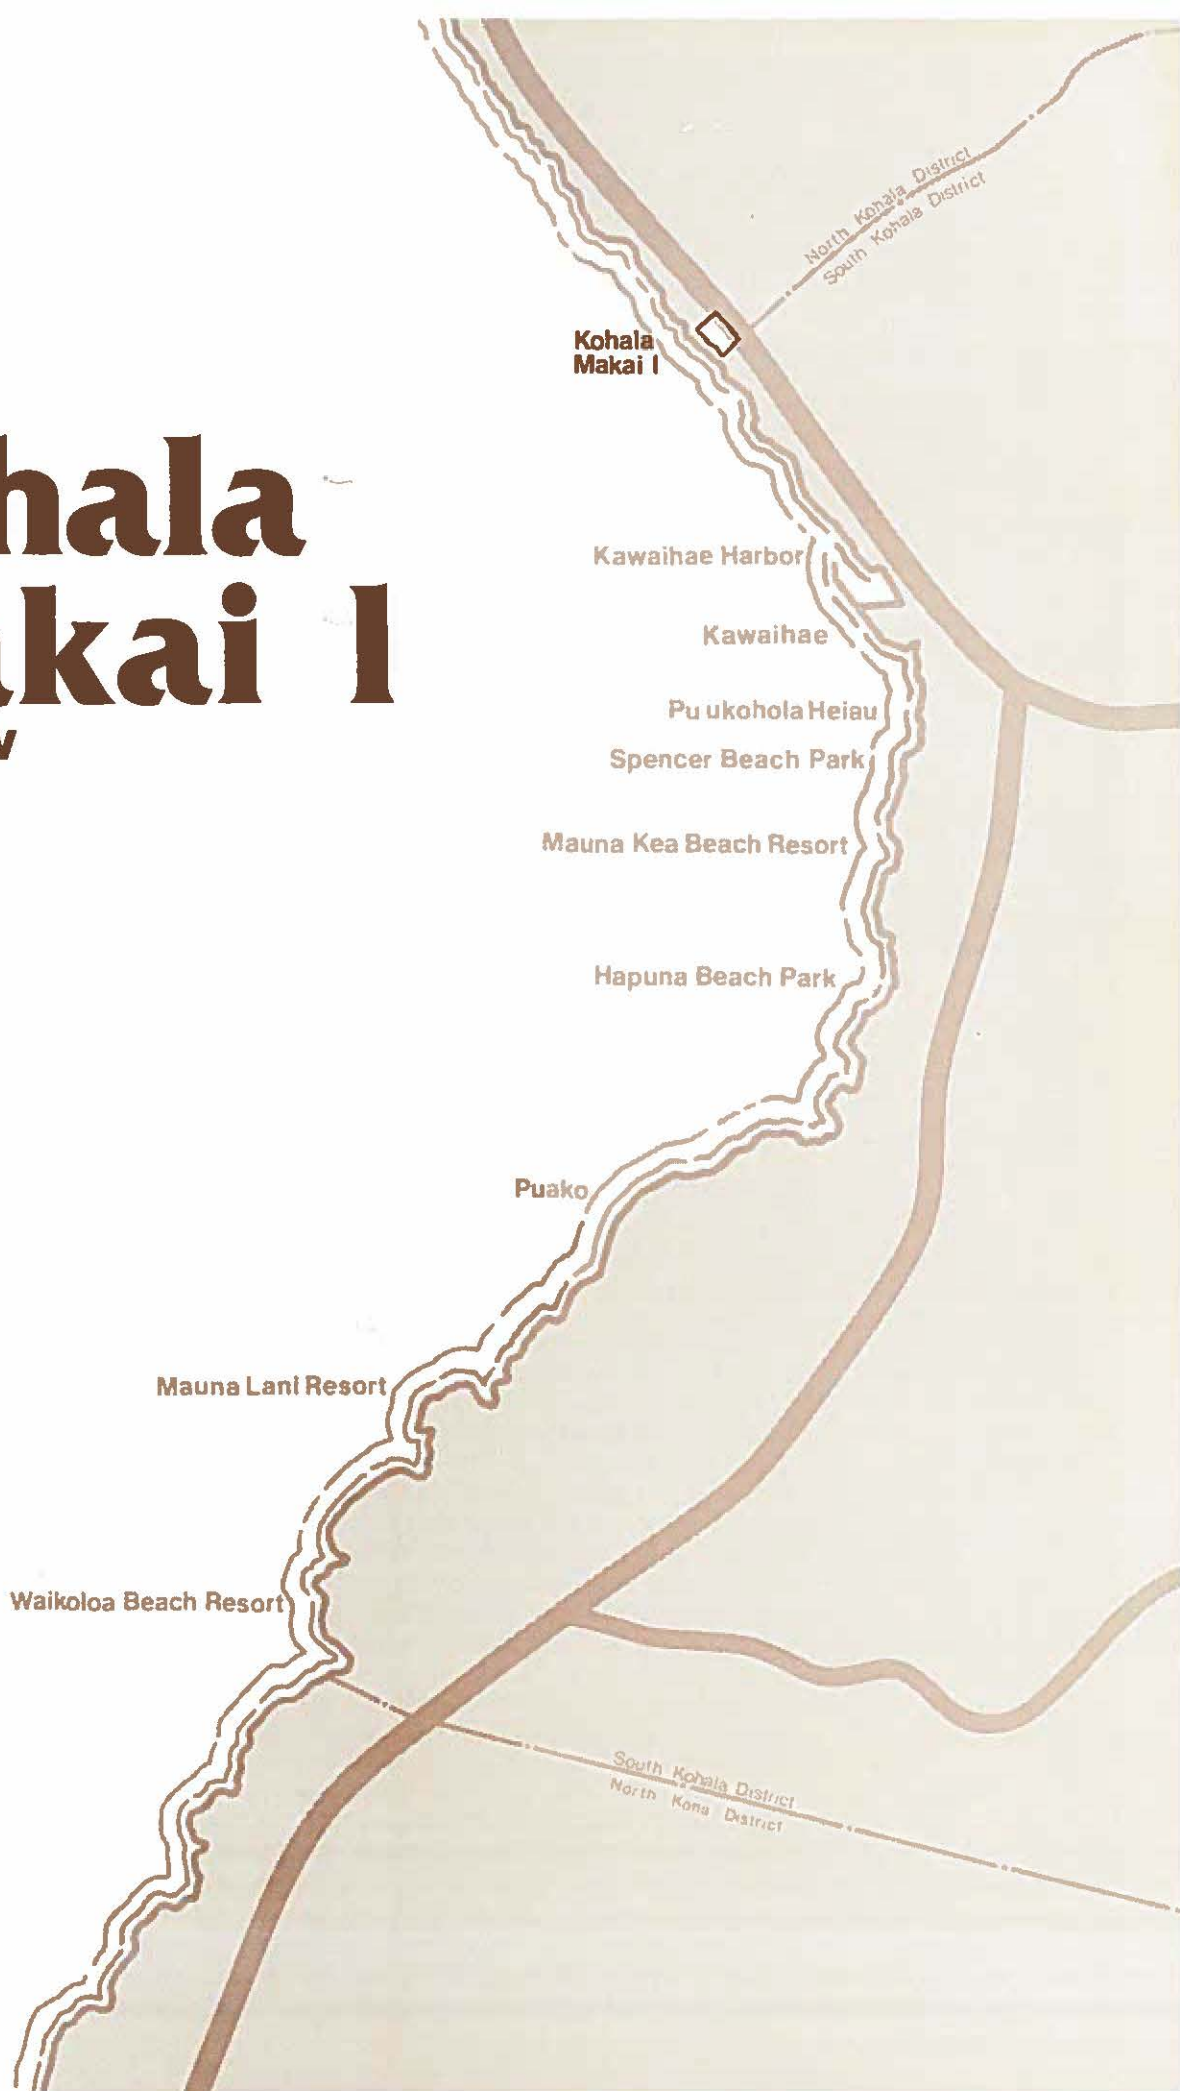 North Kohala District
South Kohala District
Kohala
Makai I
hala
kai I
Kawaihae Harbor
Kawaihae
Pu ukohola Heiau
Spencer Beach Park
Mauna Kea Beach Resort
Hapuna Beach Park
Puako
Mauna Lani Resort
Waikoloa Beach Resort
South Kohala District
North Kona District